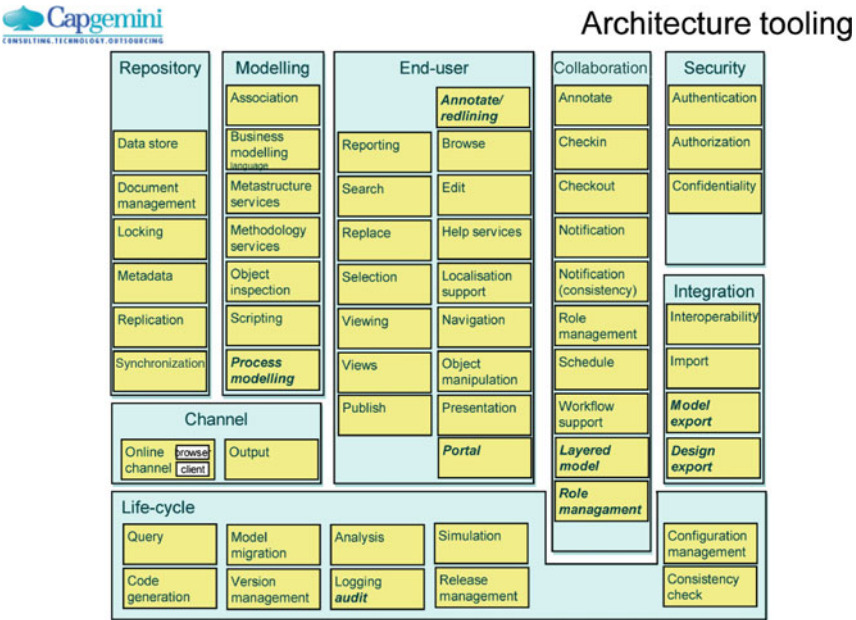 Capgemini
CONSULTING.TECHNOLOGY.OUTSOURCING
Architecture tooling
Repository
Data store
Document
management
Locking
Metadata
Replication
Synchronization
Modelling
Association
Business
modelling
language
Metastructure
services
Methodology
services
Object
inspection
Scripting
Process
modelling
End-user
Reporting
Search
Replace
Selection
Viewing
Views
Publish
Annotate/
redlining
Browse
Edit
Help services
Localisation
support
Navigation
Object
manipulation
Presentation
Portal
Collaboration
Annotate
Checkin
Checkout
Notification
Notification
(consistency)
Role
management
Schedule
Workflow
support
Layered
model
Role
managament
Security
Authentication
Authorization
Confidentiality
Integration
Interoperability
Import
Model
export
Design
export
Channel
Online
channel
browser
client
Output
Life-cycle
Query
Model
migration
Analysis
Simulation
Configuration
management
Code
generation
Version
management
Logging
audit
Release
management
Consistency
check